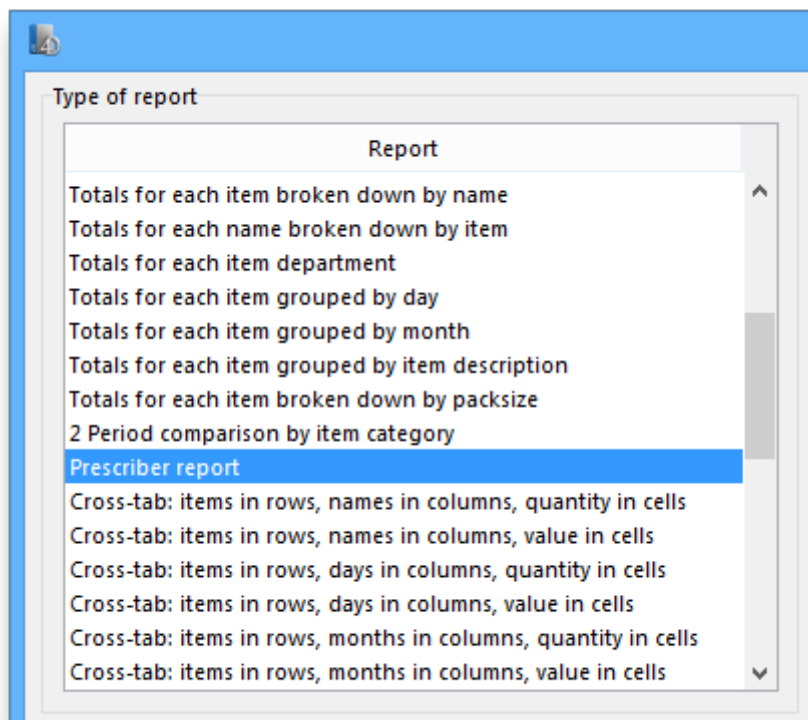 Type of report
Report
Totals for each item broken down by name
Totals for each name broken down by item
Totals for each item department
Totals for each item grouped by day
Totals for each item grouped by month
Totals for each item grouped by item description
Totals for each item broken down by packsize
2 Period comparison by item category
Prescriber report
Cross-tab: items in rows, names in columns, quantity in cells
Cross-tab: items in rows, names in columns, value in cells
Cross-tab: items in rows, days in columns, quantity in cells
Cross-tab: items in rows, days in columns, value in cells
Cross-tab: items in rows, months in columns, quantity in cells
Cross-tab: items in rows, months in columns, value in cells